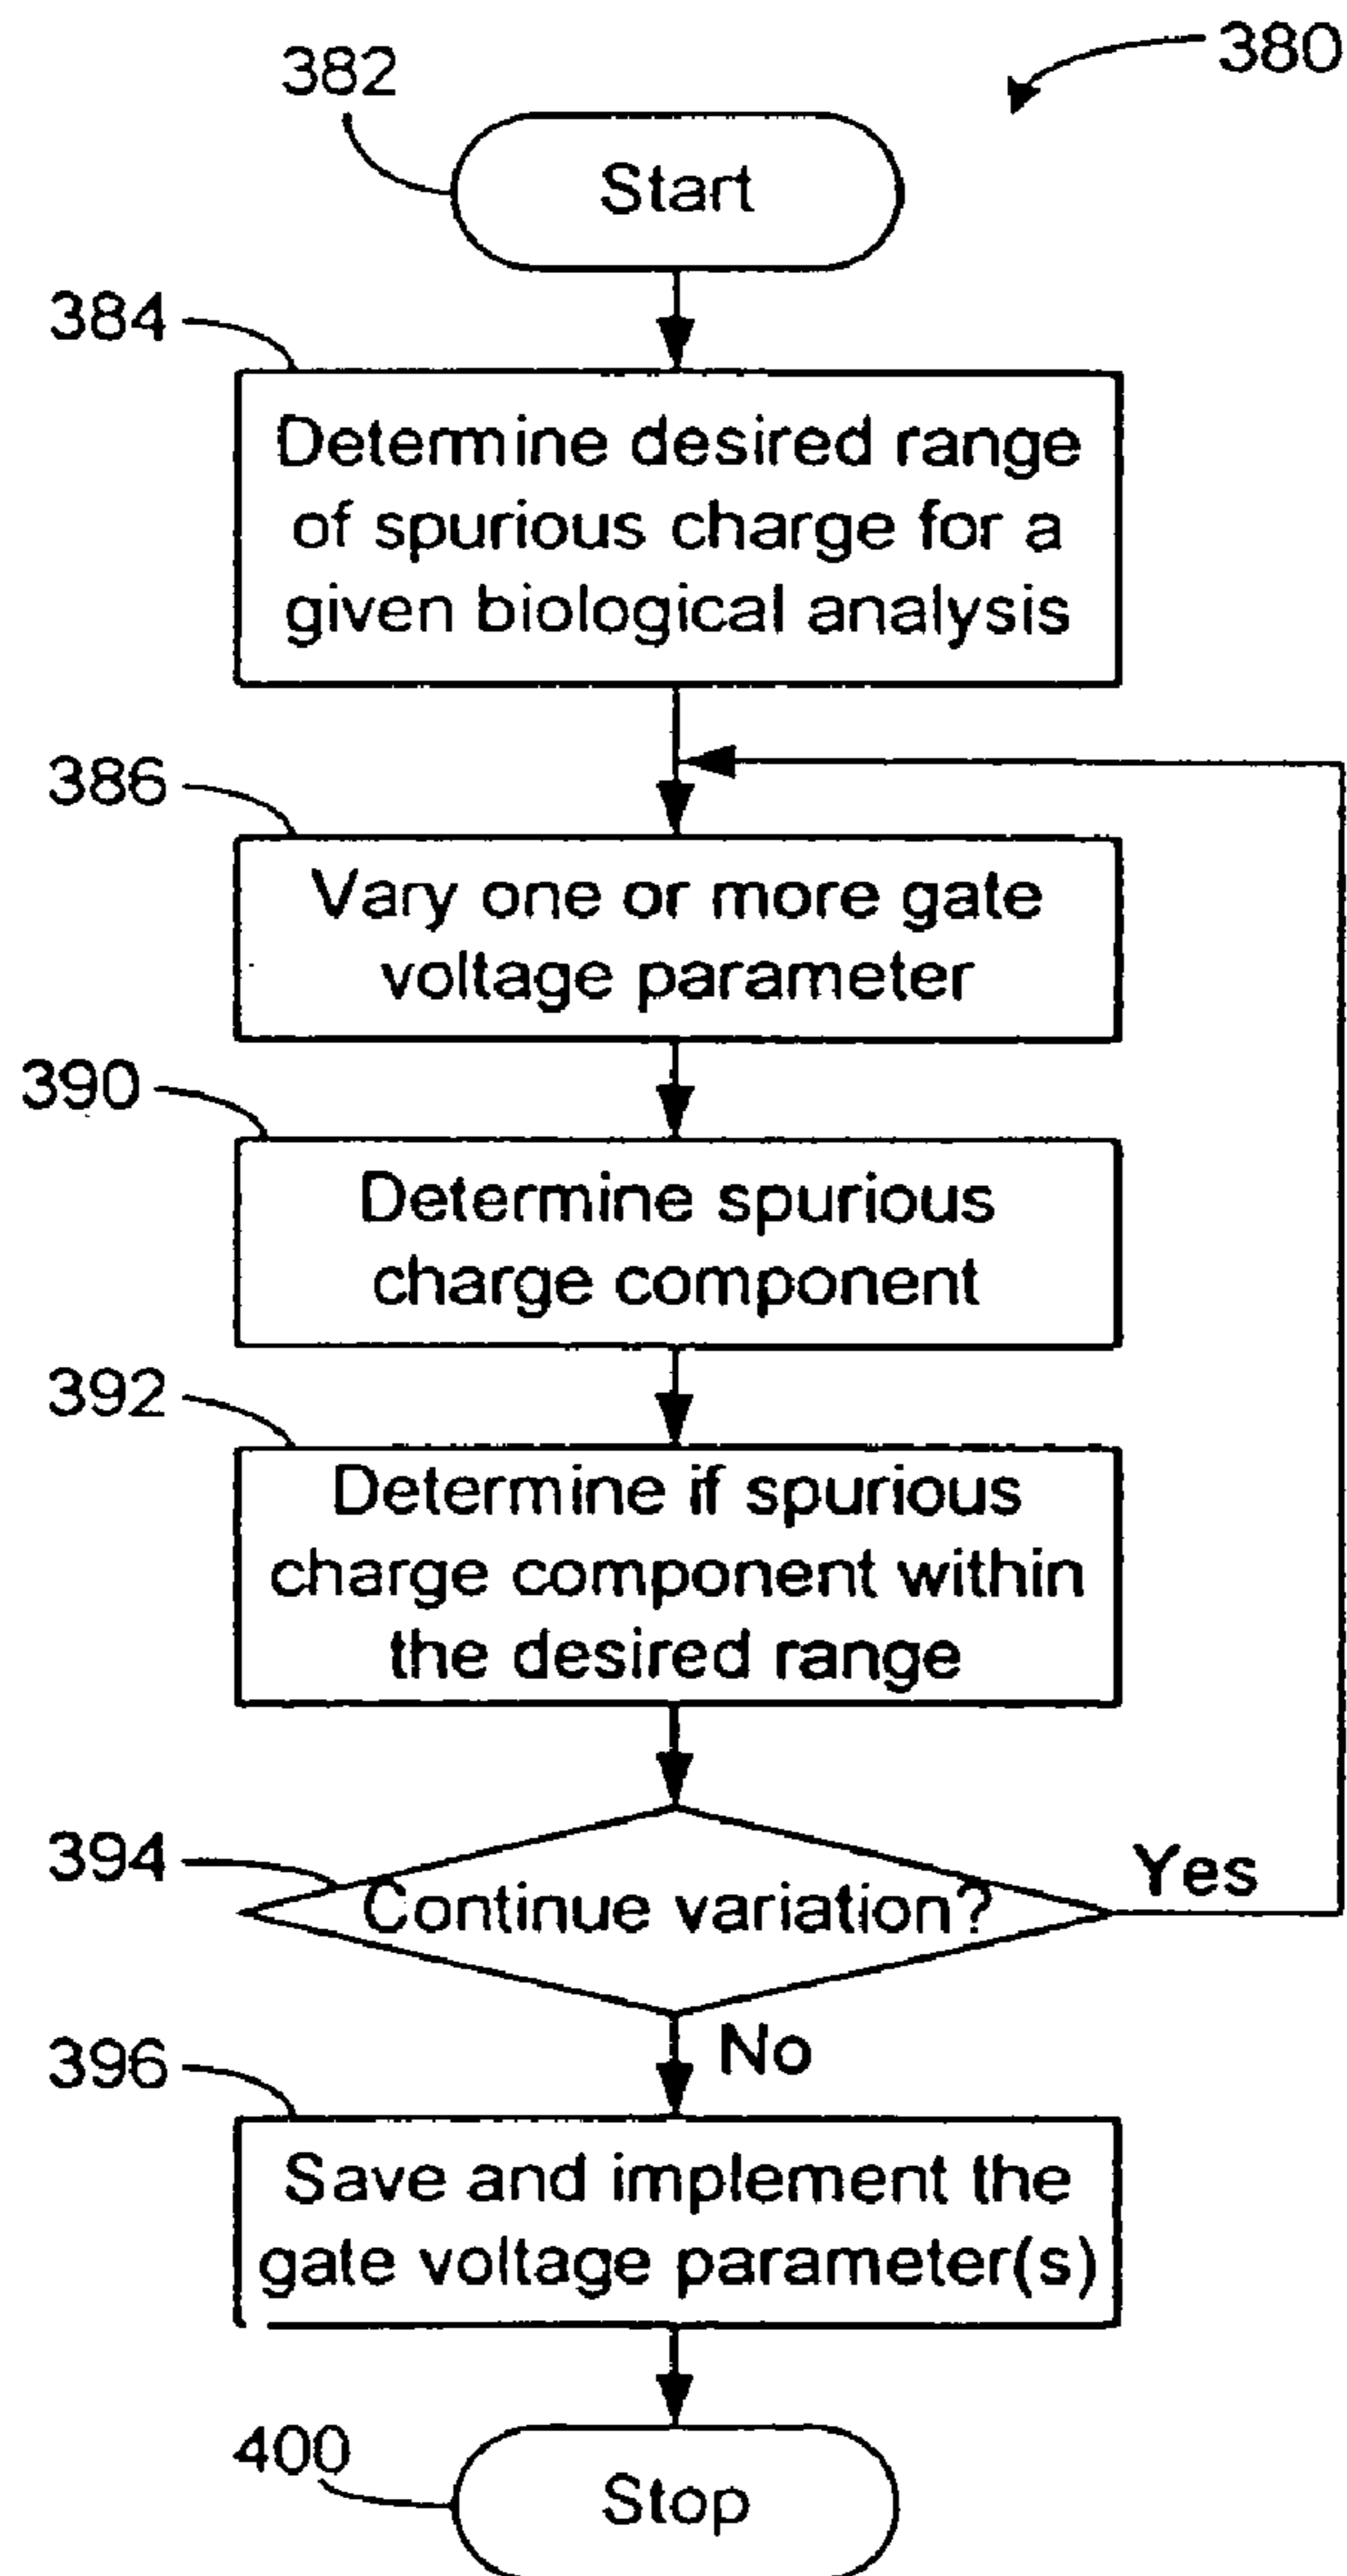 380
382
Start
384
Determine desired range
of spurious charge for a
given biological analysis
386
Vary one or more gate
voltage parameter
390
Determine spurious
charge component
392
Determine if spurious
charge component within
the desired range
394
Continue variation?
Yes
No
396
Save and implement the
gate voltage parameter(s)
400
Stop